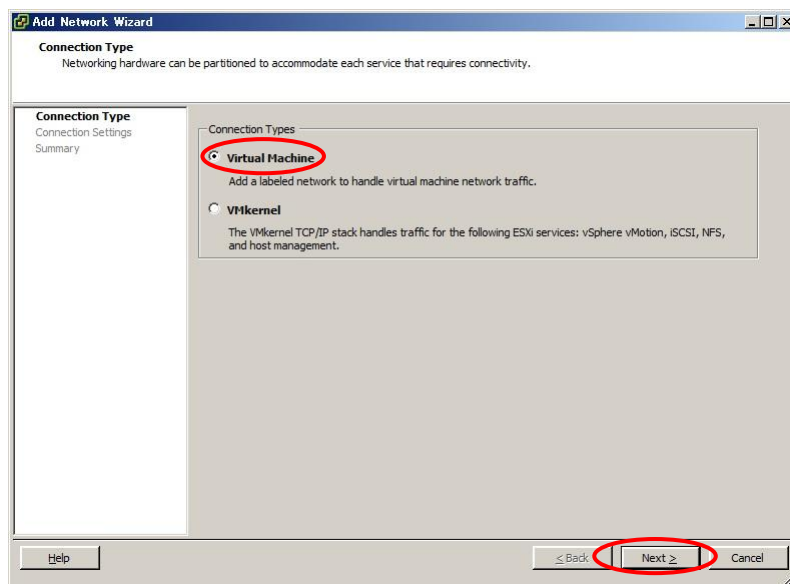 Add Network Wizard
Connection Type
Networking hardware can be partitioned to accommodate each service that requires connectivity.
Connection Type
Connection Settings
Summary
Connection Types
Virtual Machine
Add a labeled network to handle virtual machine network traffic.
VMkernel
The VMkernel TCP/IP stack handles traffic for the following ESXi services: vSphere vMotion, iSCSI, NFS,
and host management.
Help
< Back
Next >
Cancel